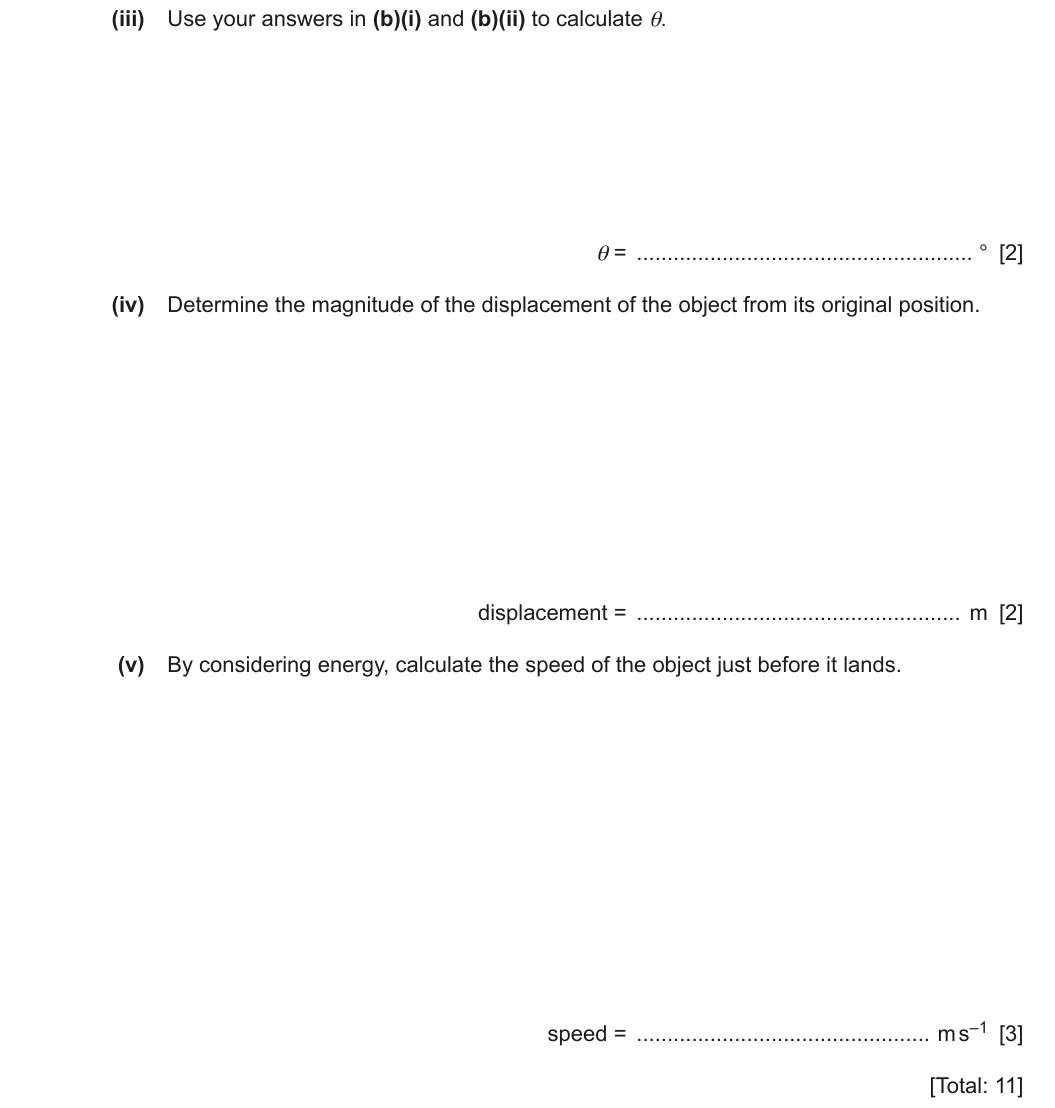 (iii) Use your answers in (b)(i) and (b)(ii) to calculate θ.
θ = ....................................................... ° [2]
(iv) Determine the magnitude of the displacement of the object from its original position.
displacement = ..................................................... m [2]
(v) By considering energy, calculate the speed of the object just before it lands.
speed = ................................................ m s⁻¹ [3]
[Total: 11]